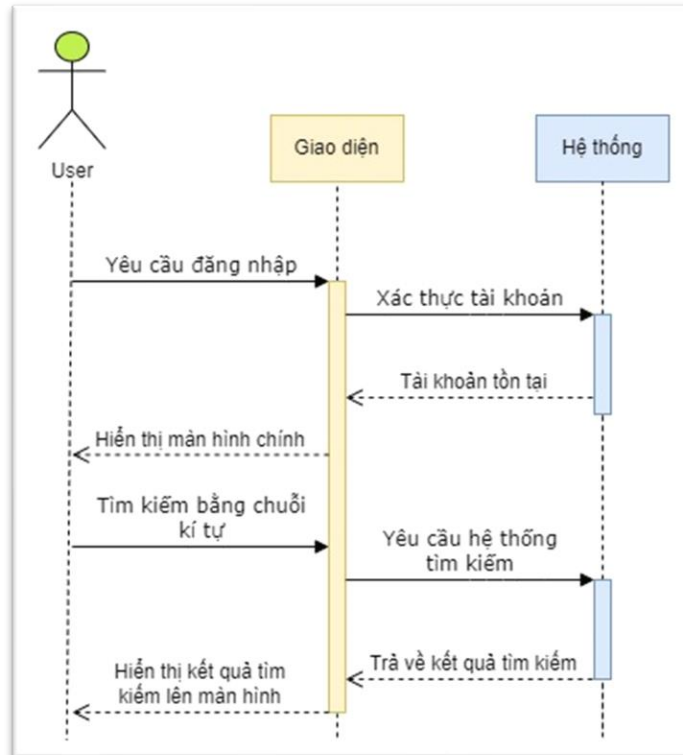 Giao diện
Hệ thống
User
Yêu cầu đăng nhập
Xác thực tài khoản
Tài khoản tồn tại
Hiển thị màn hình chính
Tìm kiếm bằng chuỗi
kí tự
Yêu cầu hệ thống
tìm kiếm
Trả về kết quả tìm kiếm
Hiển thị kết quả tìm
kiếm lên màn hình